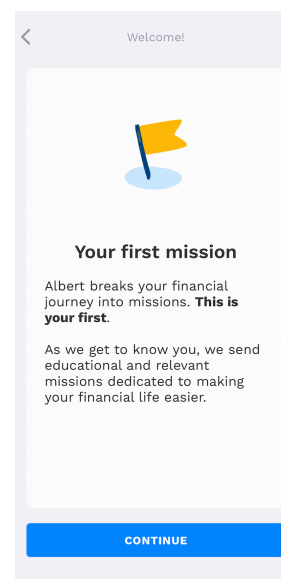 Welcome!
Your first mission
Albert breaks your financial
journey into missions. This is
your first.
As we get to know you, we send
educational and relevant
missions dedicated to making
your financial life easier.
CONTINUE